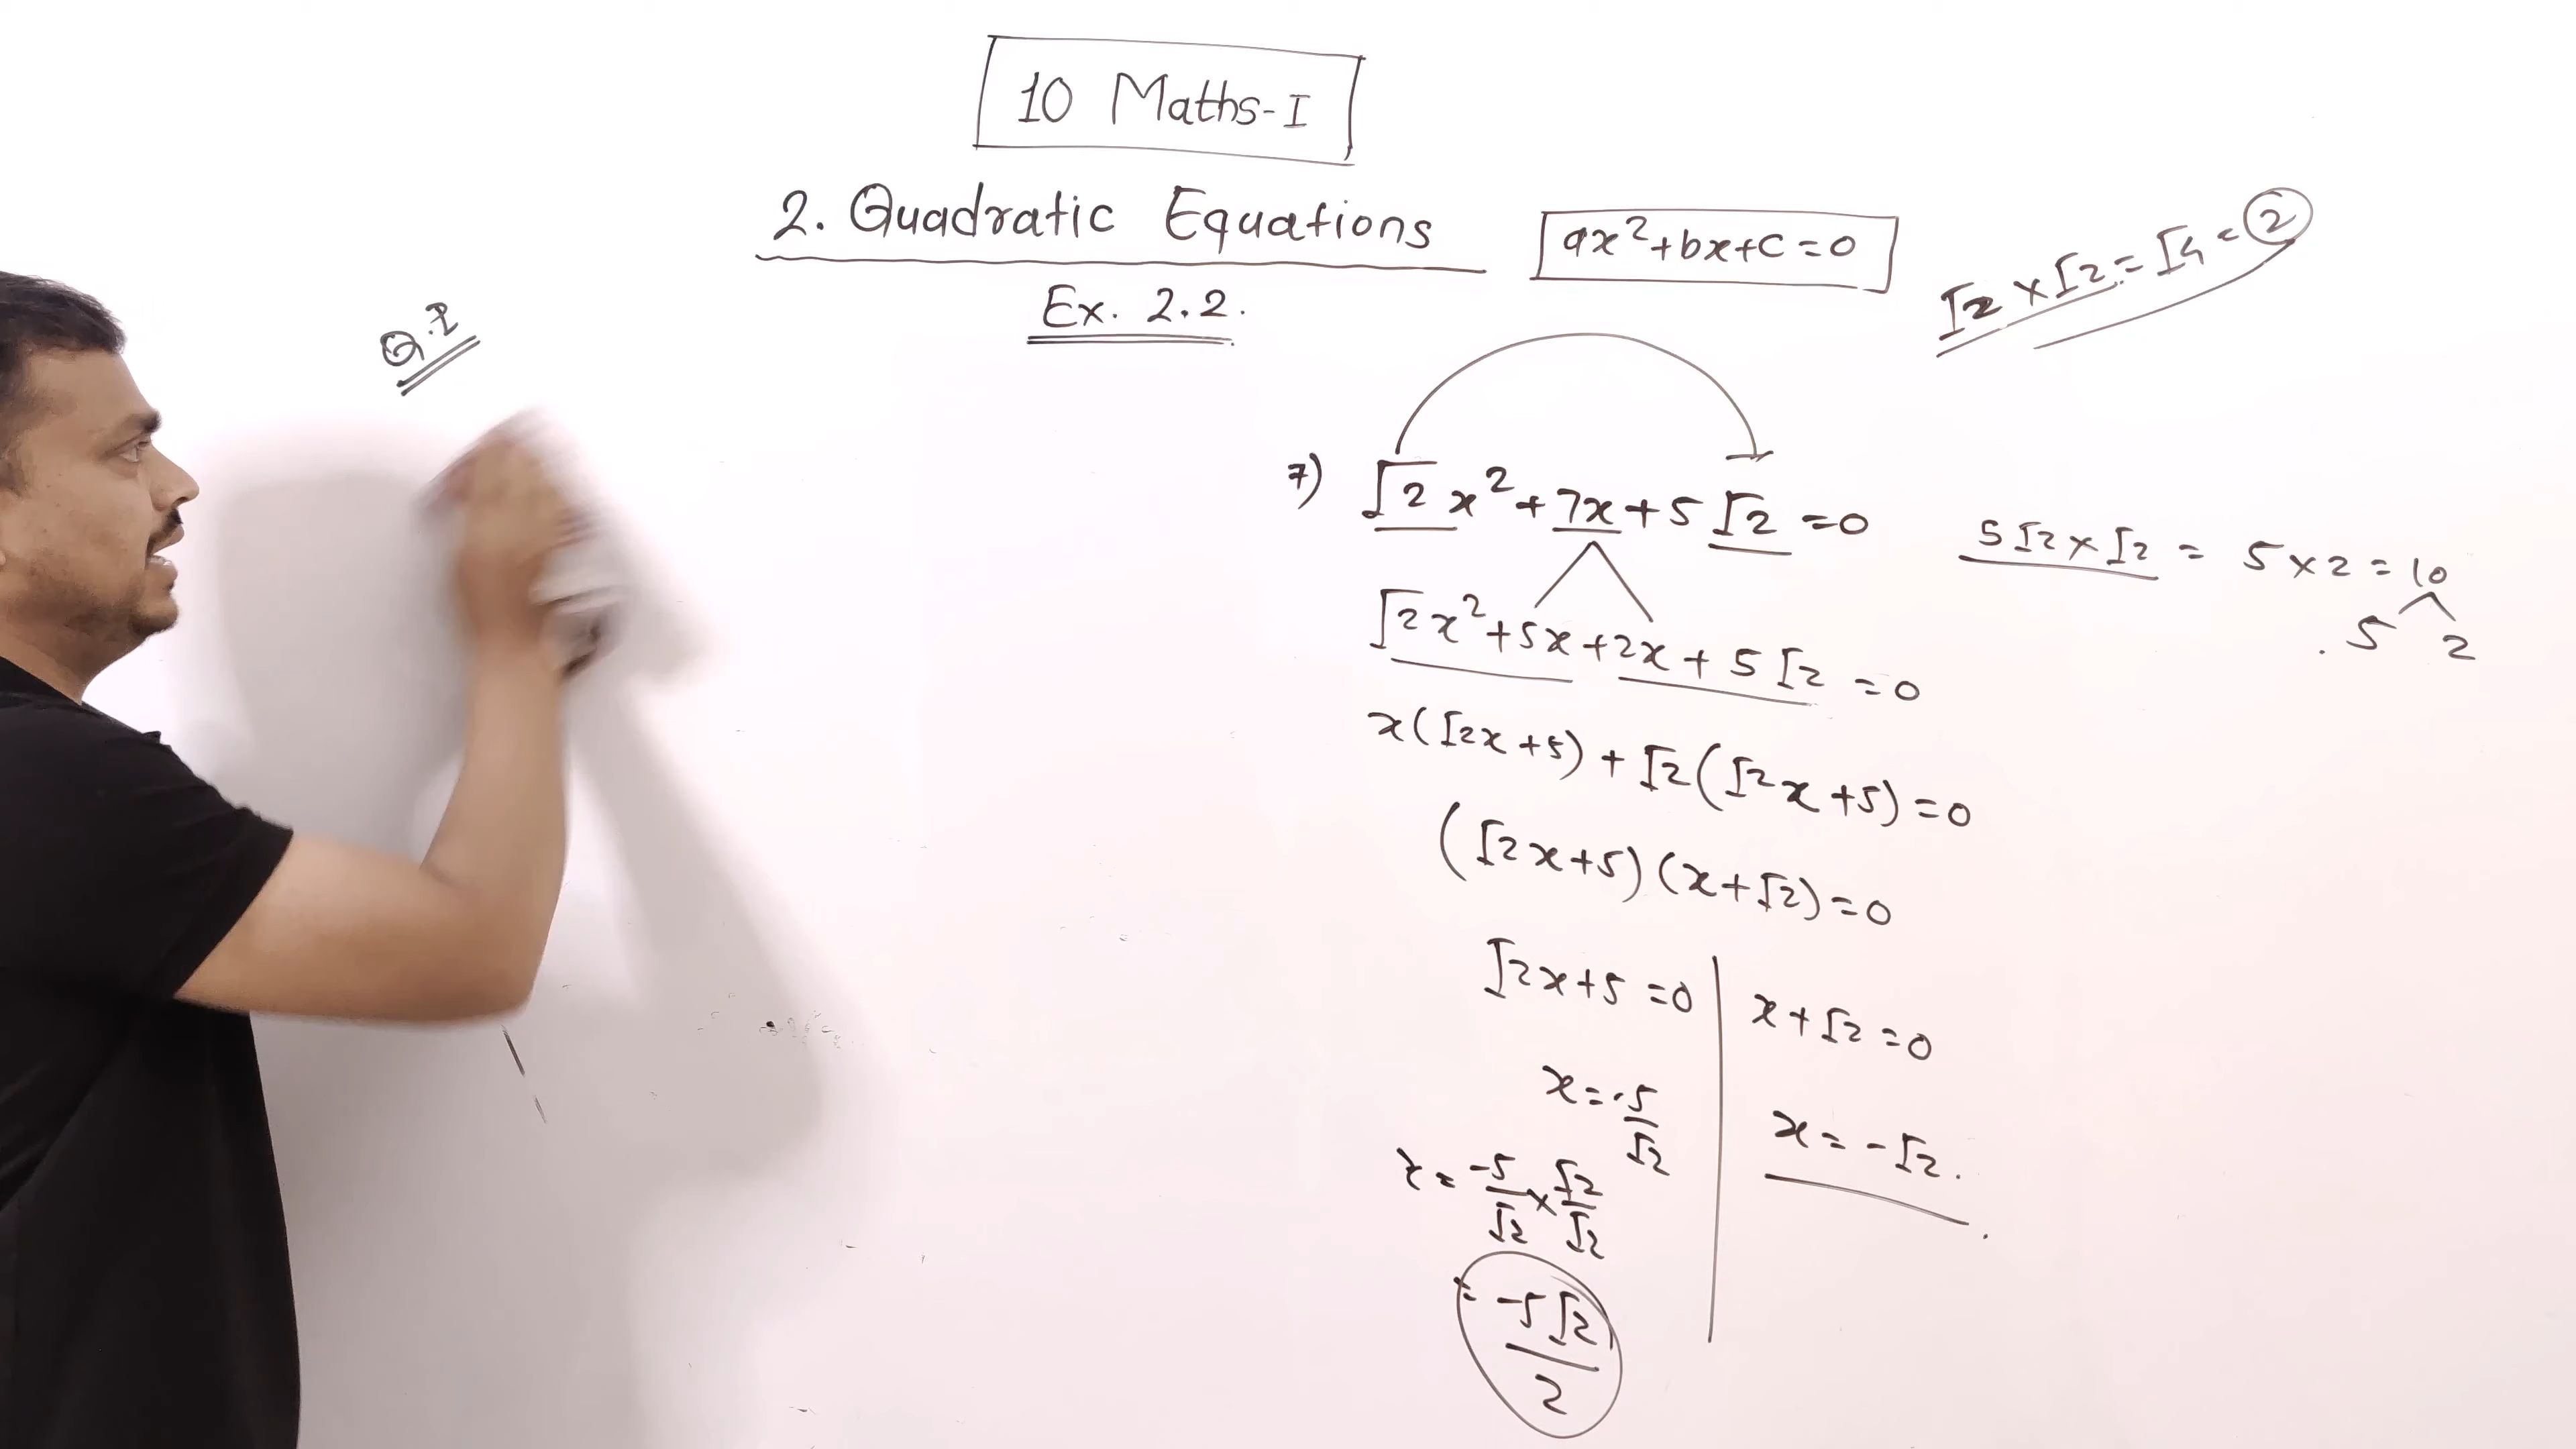 10 Maths-I
2. Quadratic Equations
ax²+bx+c=0
√2 ×√2=√4=2
Ex. 2.2.
7) √2x²+7x+5√2=0
5√2×√2 = 5×2=10
5 2
√2x²+5x+2x+5√2=0
x(√2x+5)+√2(√2x+5)=0
(√2x+5)(x+√2)=0
√2x+5=0
x=-5/√2
x=-5/√2×√2/√2
=-5√2/2
x+√2=0
x=-√2.